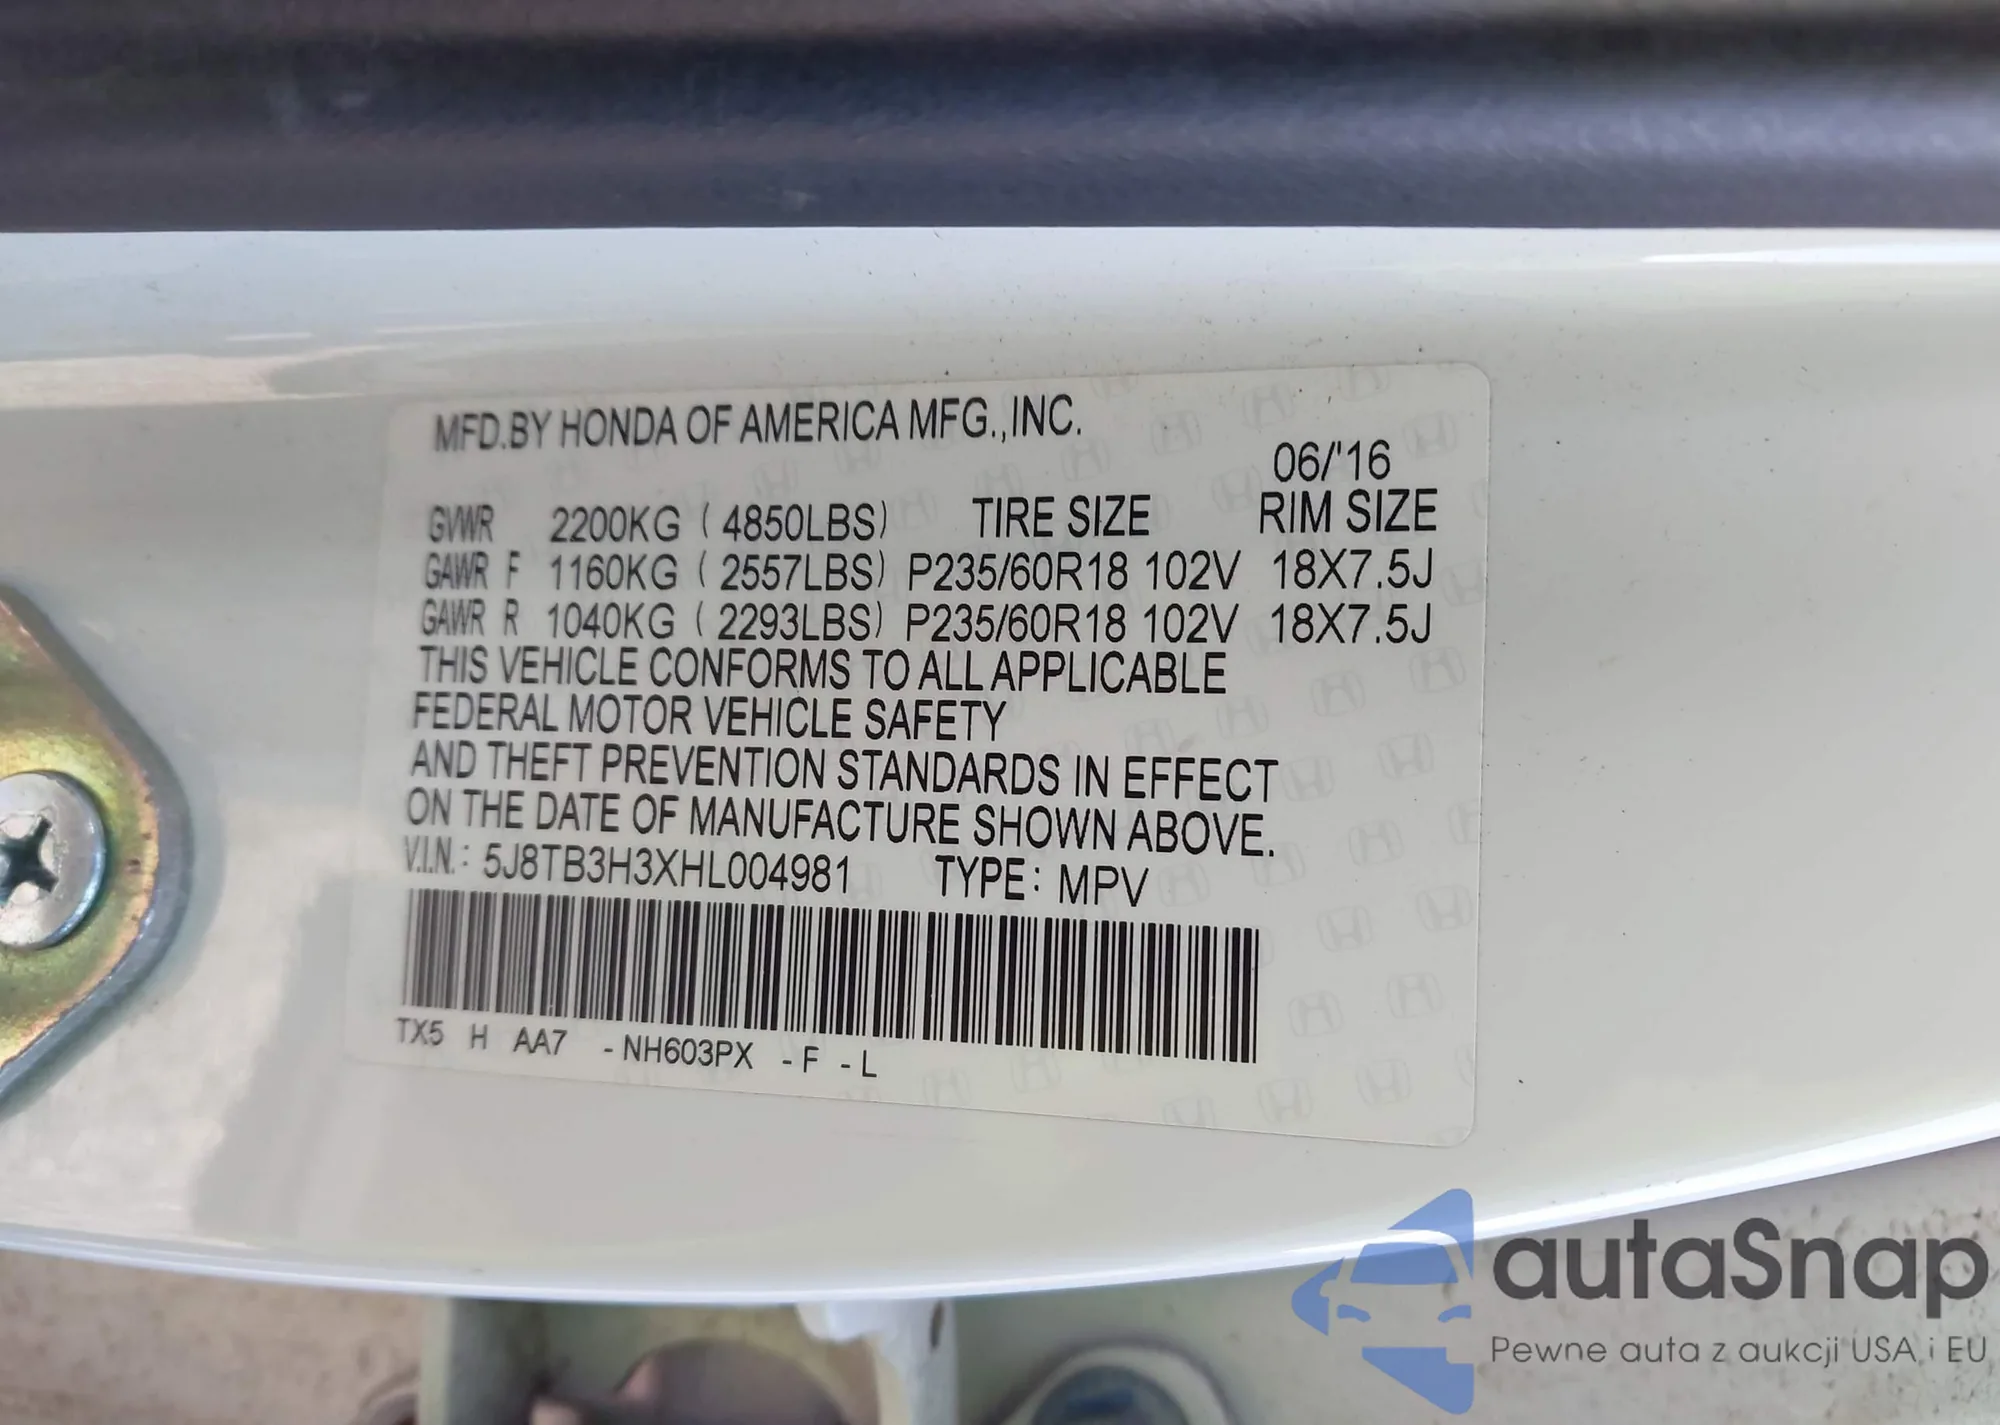 MFD.BY HONDA OF AMERICA MFG.,INC.
06/'16
GVWR 2200KG ( 4850LBS) TIRE SIZE RIM SIZE
GAWR F 1160KG ( 2557LBS) P235/60R18 102V 18X7.5J
GAWR R 1040KG ( 2293LBS) P235/60R18 102V 18X7.5J
THIS VEHICLE CONFORMS TO ALL APPLICABLE
FEDERAL MOTOR VEHICLE SAFETY
AND THEFT PREVENTION STANDARDS IN EFFECT
ON THE DATE OF MANUFACTURE SHOWN ABOVE.
V.I.N.: 5J8TB3H3XHL004981 TYPE: MPV
TX5 H AA7 -NH603PX -F -L
autaSnap
Pewne auta z aukcji USA i EU